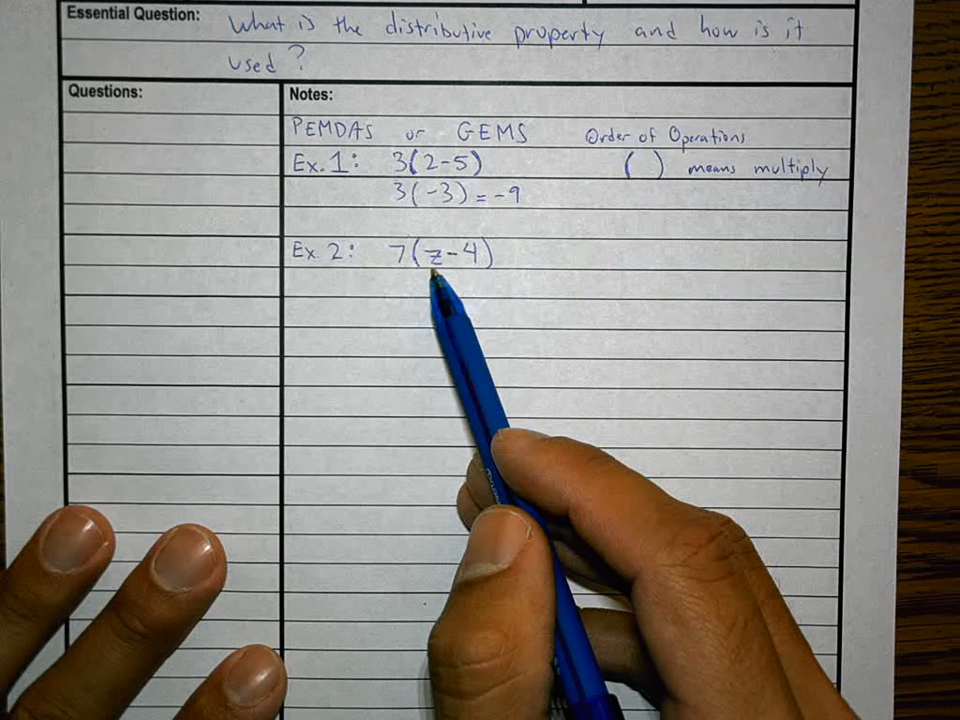 Essential Question: What is the distributive property and how is it
used?
Questions:
Notes:
PEMDAS or GEMS Order of Operations
Ex. 1: 3(2-5) ( ) means multiply
3(-3) = -9
Ex. 2: 7(z-4)